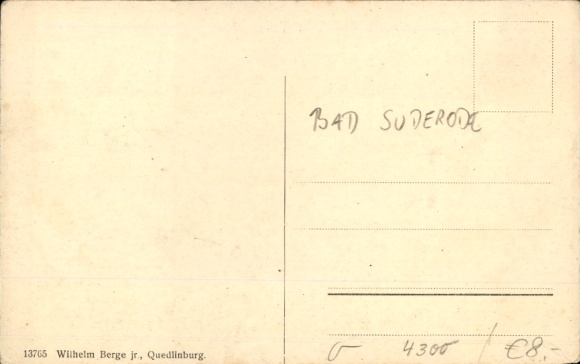 BAD SUDERODE
13765 Wilhelm Berge jr., Quedlinburg.
4300 / €8,-